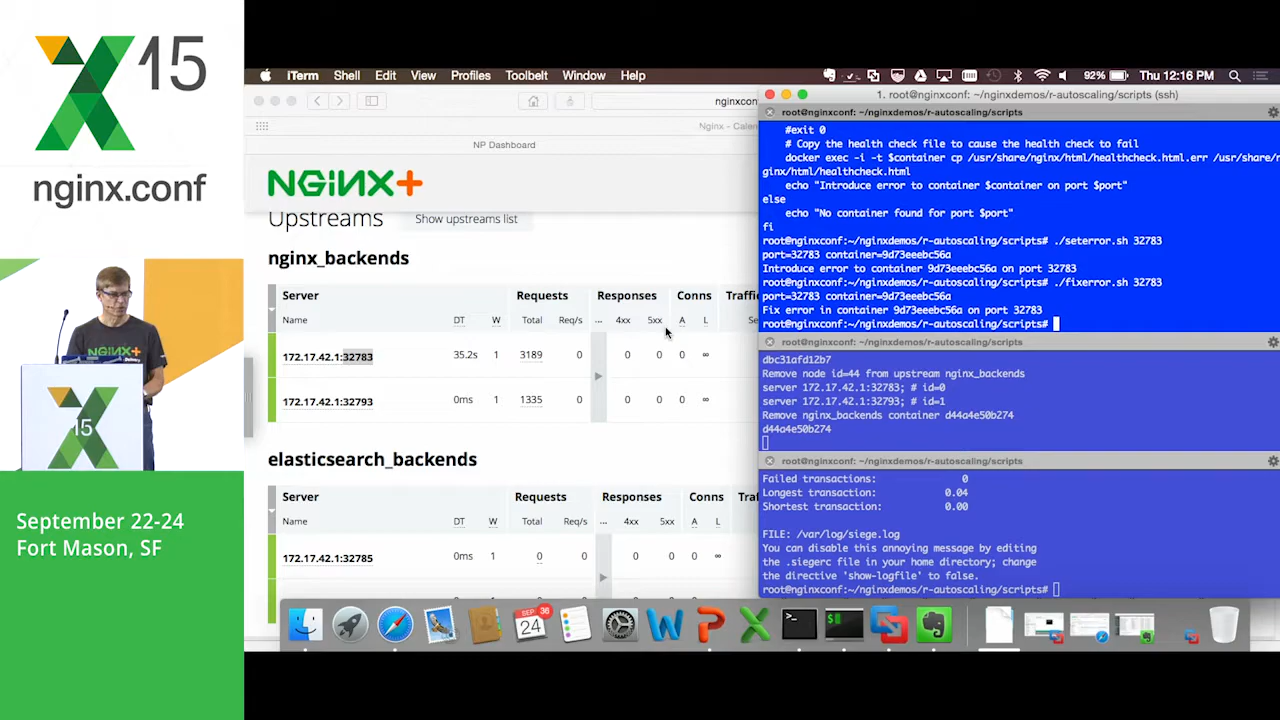 15
nginx.conf
NGiNX+
15
September 22-24
Fort Mason, SF
iTerm Shell Edit View Profiles Toolbelt Window Help
92% Thu 12:16 PM
nginxcon
Nginx - Calen
NP Dashboard
NGiNX+
Upstreams Show upstreams list
nginx_backends
Server Requests Responses Conns Traffi
Name DT W Total Req/s ... 4xx 5xx A L Se
172.17.42.1:32783 35.2s 1 3189 0 0 0 0 ∞
172.17.42.1:32793 0ms 1 1335 0 0 0 0 ∞
elasticsearch_backends
Server Requests Responses Conns Tra
Name DT W Total Req/s ... 4xx 5xx A L S
172.17.42.1:32785 0ms 1 0 0 0 0 0 ∞
1. root@nginxconf: ~/nginxdemos/r-autoscaling/scripts (ssh)
root@nginxconf: ~/nginxdemos/r-autoscaling/scripts
#exit 0
# Copy the health check file to cause the health check to fail
docker exec -i -t $container cp /usr/share/nginx/html/healthcheck.html.err /usr/share/n
ginx/html/healthcheck.html
echo "Introduce error to container $container on port $port"
else
echo "No container found for port $port"
fi
root@nginxconf:~/nginxdemos/r-autoscaling/scripts# ./seterror.sh 32783
port=32783 container=9d73eeebc56a
Introduce error to container 9d73eeebc56a on port 32783
root@nginxconf:~/nginxdemos/r-autoscaling/scripts# ./fixerror.sh 32783
port=32783 container=9d73eeebc56a
Fix error in container 9d73eeebc56a on port 32783
root@nginxconf:~/nginxdemos/r-autoscaling/scripts#
root@nginxconf: ~/nginxdemos/r-autoscaling/scripts
dbc31afd12b7
Remove node id=44 from upstream nginx_backends
server 172.17.42.1:32783; # id=0
server 172.17.42.1:32793; # id=1
Remove nginx_backends container d44a4e50b274
d44a4e50b274
root@nginxconf: ~/nginxdemos/r-autoscaling/scripts
Failed transactions: 0
Longest transaction: 0.04
Shortest transaction: 0.00
FILE: /var/log/siege.log
You can disable this annoying message by editing
the .siegerc file in your home directory; change
the directive 'show-logfile' to false.
root@nginxconf:~/nginxdemos/r-autoscaling/scripts#
SEP
24